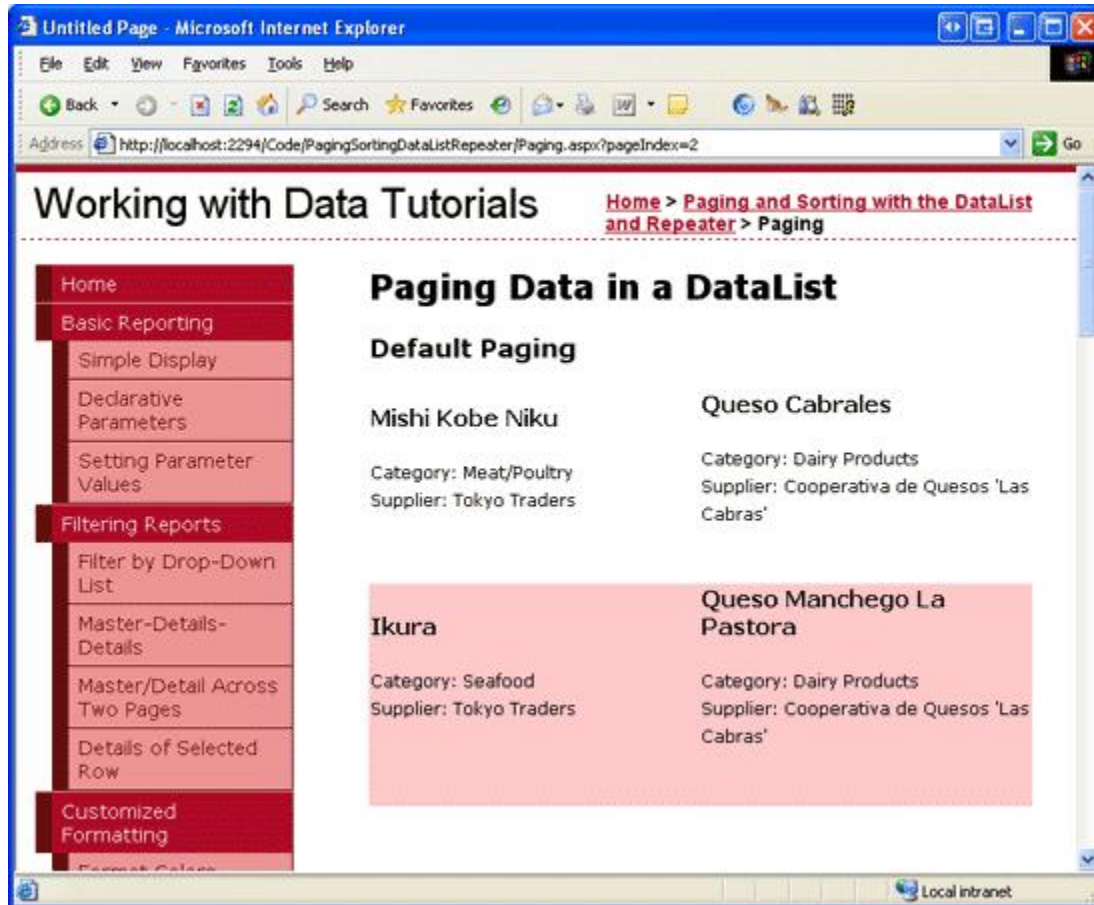 Untitled Page - Microsoft Internet Explorer
File Edit View Favorites Tools Help
Back Search Favorites
Address http://localhost:2294/Code/PagingSortingDataListRepeater/Paging.aspx?pageIndex=2 Go
Working with Data Tutorials
Home > Paging and Sorting with the DataList
and Repeater > Paging
Home
Basic Reporting
Simple Display
Declarative
Parameters
Setting Parameter
Values
Filtering Reports
Filter by Drop-Down
List
Master-Details-
Details
Master/Detail Across
Two Pages
Details of Selected
Row
Customized
Formatting
Format Colors
Paging Data in a DataList
Default Paging
Mishi Kobe Niku
Category: Meat/Poultry
Supplier: Tokyo Traders
Queso Cabrales
Category: Dairy Products
Supplier: Cooperativa de Quesos 'Las
Cabras'
Ikura
Category: Seafood
Supplier: Tokyo Traders
Queso Manchego La
Pastora
Category: Dairy Products
Supplier: Cooperativa de Quesos 'Las
Cabras'
Local intranet